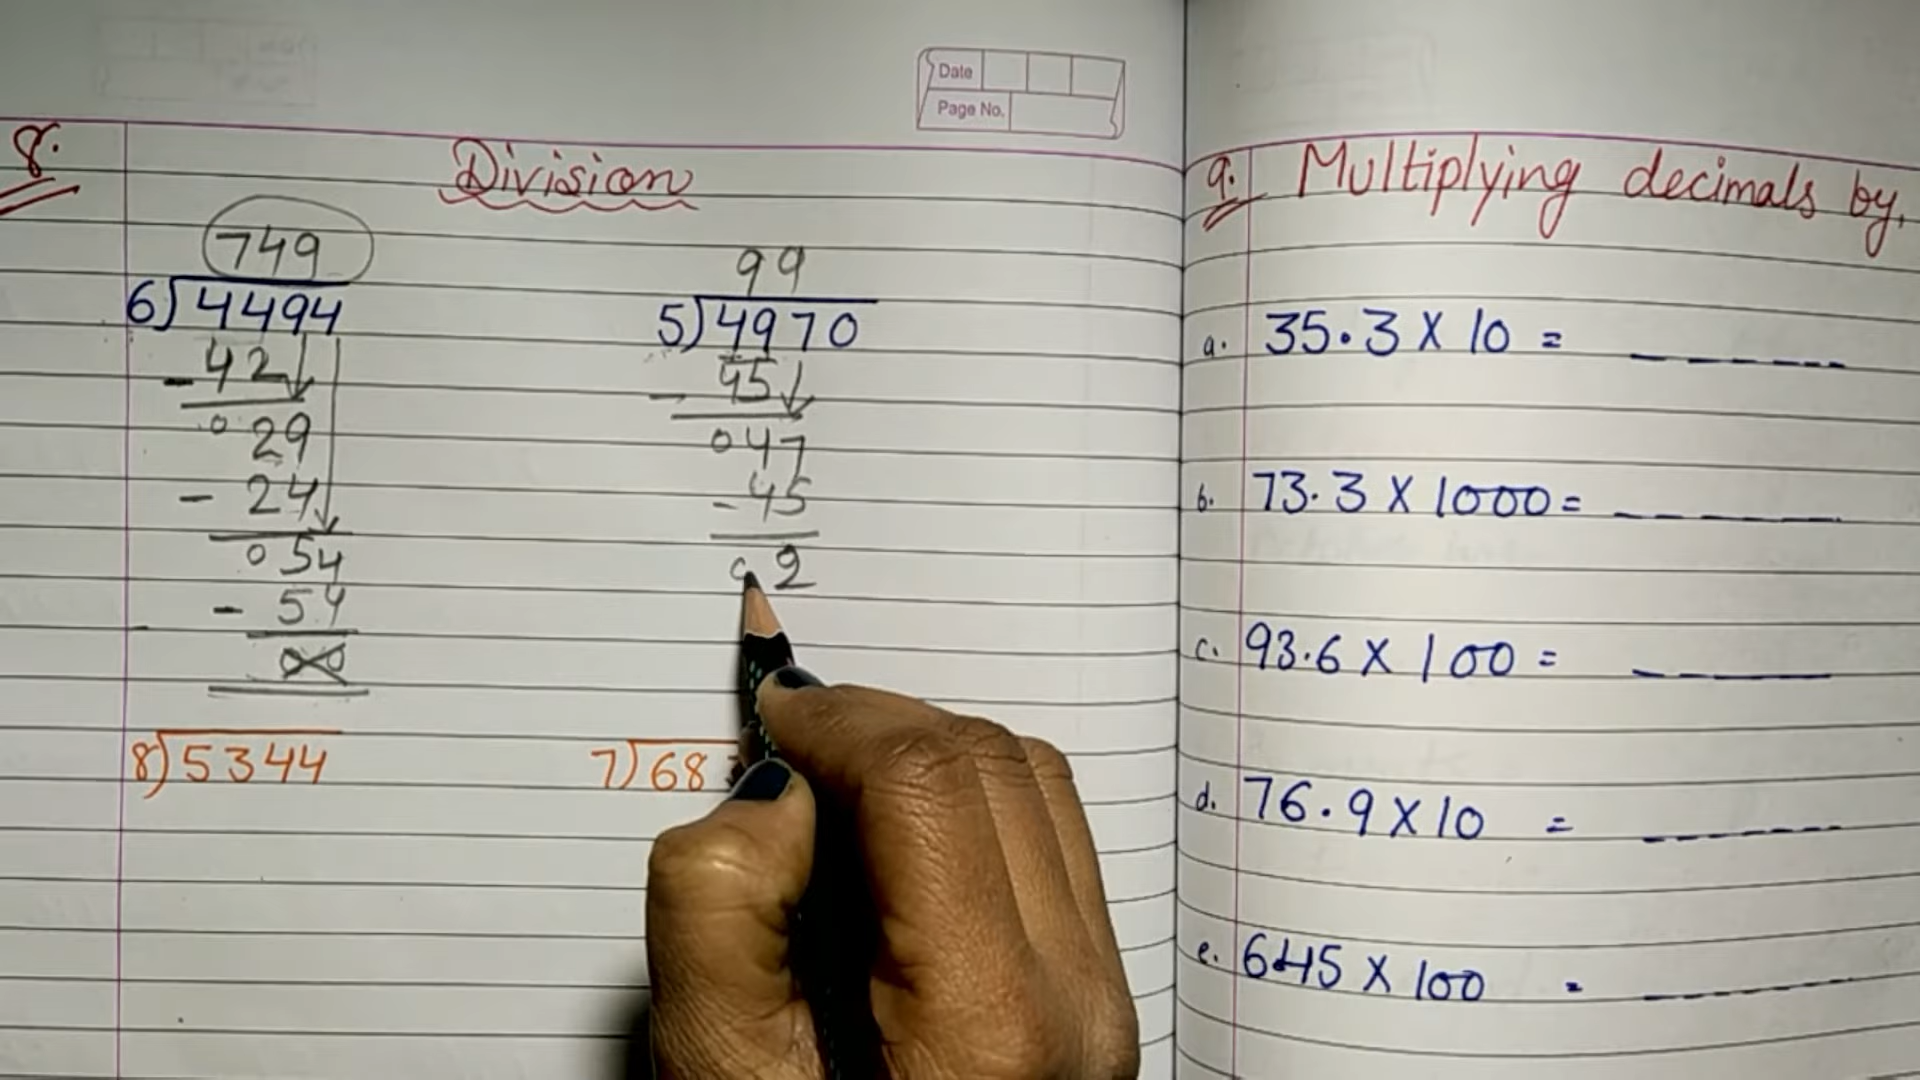 Date
Page No.
8. Division
749
6)4494
- 42
029
- 24
054
- 54
00
99
5)4970
- 45
047
- 45
02
8)5344
7)68
9. Multiplying decimals by
a. 35.3 X 10 = _ _ _ _ _ _
b. 73.3 X 1000 = _ _ _ _ _
c. 93.6 X 100 = _ _ _ _ _
d. 76.9 X 10 = _ _ _ _ _ _
e. 645 X 100 = _ _ _ _ _ _